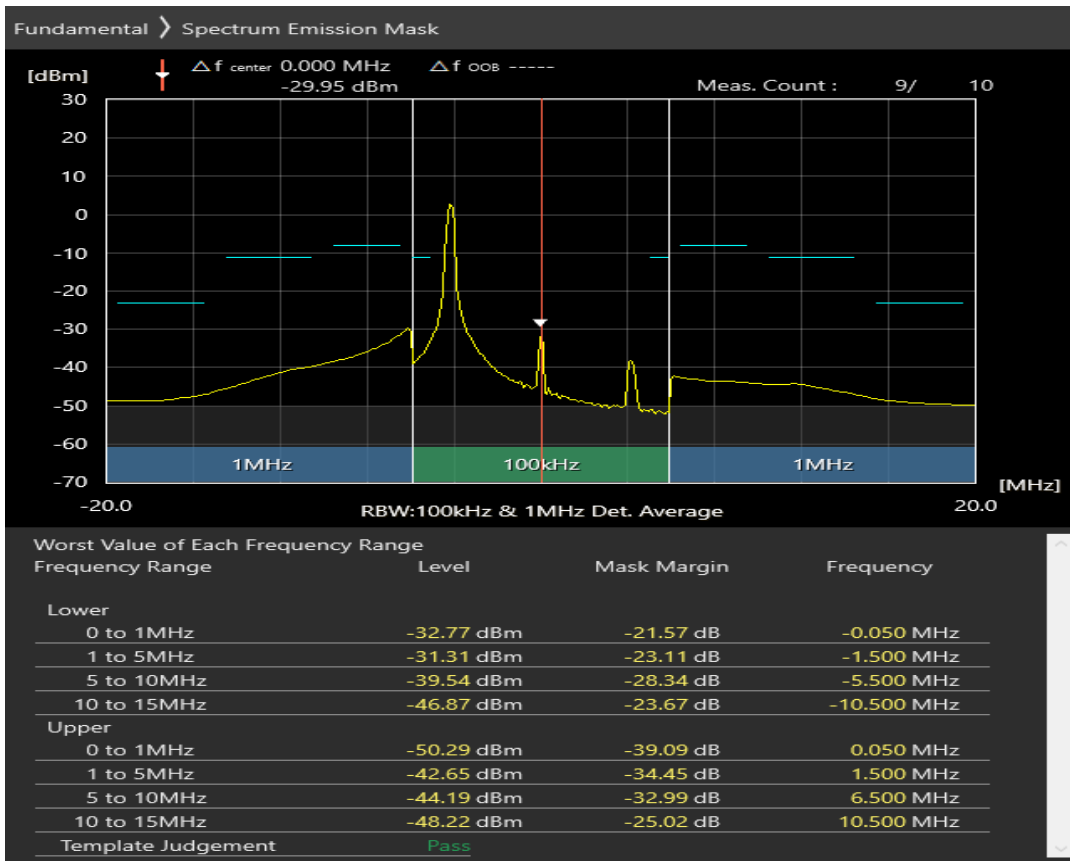 Fundamental ❯ Spectrum Emission Mask
[dBm] △f center 0.000 MHz △f OOB -----
-29.95 dBm Meas. Count : 9/ 10
30
20
10
0
-10
-20
-30
-40
-50
-60
1MHz 100kHz 1MHz
-70 [MHz]
-20.0 RBW:100kHz & 1MHz Det. Average 20.0
Worst Value of Each Frequency Range
Frequency Range Level Mask Margin Frequency
Lower
0 to 1MHz -32.77 dBm -21.57 dB -0.050 MHz
1 to 5MHz -31.31 dBm -23.11 dB -1.500 MHz
5 to 10MHz -39.54 dBm -28.34 dB -5.500 MHz
10 to 15MHz -46.87 dBm -23.67 dB -10.500 MHz
Upper
0 to 1MHz -50.29 dBm -39.09 dB 0.050 MHz
1 to 5MHz -42.65 dBm -34.45 dB 1.500 MHz
5 to 10MHz -44.19 dBm -32.99 dB 6.500 MHz
10 to 15MHz -48.22 dBm -25.02 dB 10.500 MHz
Template Judgement Pass